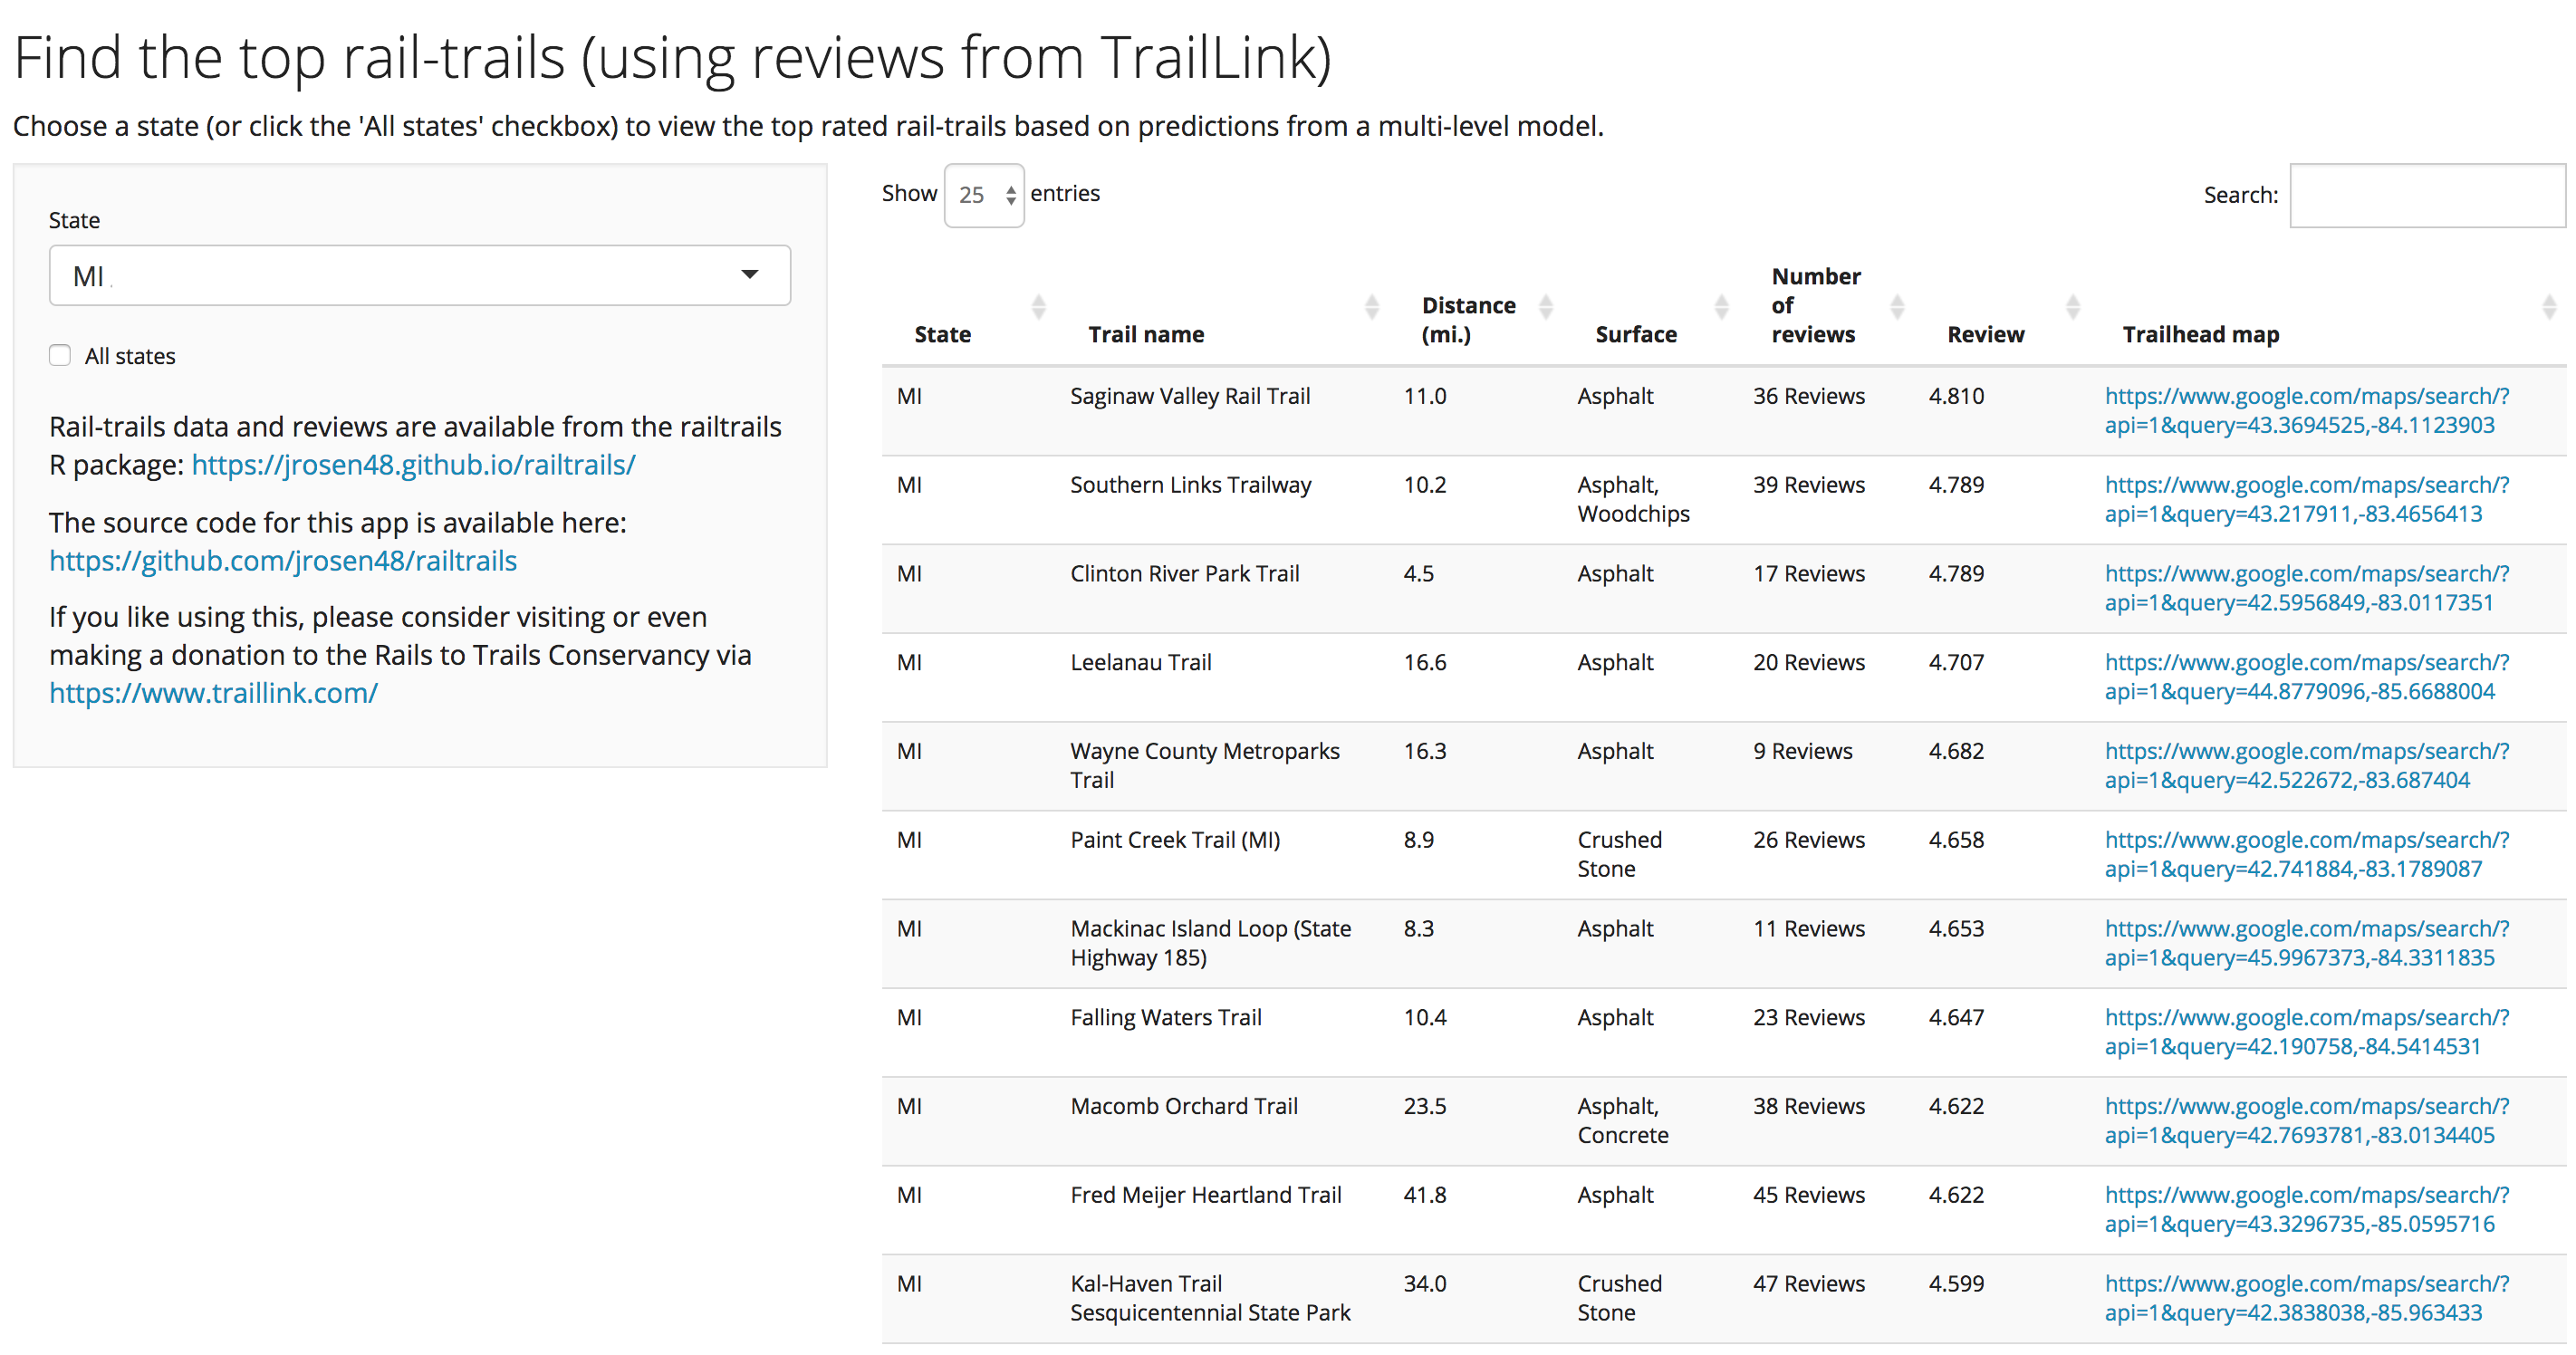 Find the top rail-trails (using reviews from TrailLink)
Choose a state (or click the 'All states' checkbox) to view the top rated rail-trails based on predictions from a multi-level model.
State
MI
All states
Rail-trails data and reviews are available from the railtrails
R package: https://jrosen48.github.io/railtrails/
The source code for this app is available here:
https://github.com/jrosen48/railtrails
If you like using this, please consider visiting or even
making a donation to the Rails to Trails Conservancy via
https://www.traillink.com/
Show 25 entries
Search:
State Trail name Distance (mi.) Surface Number of reviews Review Trailhead map
MI Saginaw Valley Rail Trail 11.0 Asphalt 36 Reviews 4.810 https://www.google.com/maps/search/?
api=1&query=43.3694525,-84.1123903
MI Southern Links Trailway 10.2 Asphalt, 39 Reviews 4.789 https://www.google.com/maps/search/?
Woodchips api=1&query=43.217911,-83.4656413
MI Clinton River Park Trail 4.5 Asphalt 17 Reviews 4.789 https://www.google.com/maps/search/?
api=1&query=42.5956849,-83.0117351
MI Leelanau Trail 16.6 Asphalt 20 Reviews 4.707 https://www.google.com/maps/search/?
api=1&query=44.8779096,-85.6688004
MI Wayne County Metroparks 16.3 Asphalt 9 Reviews 4.682 https://www.google.com/maps/search/?
Trail api=1&query=42.522672,-83.687404
MI Paint Creek Trail (MI) 8.9 Crushed 26 Reviews 4.658 https://www.google.com/maps/search/?
Stone api=1&query=42.741884,-83.1789087
MI Mackinac Island Loop (State 8.3 Asphalt 11 Reviews 4.653 https://www.google.com/maps/search/?
Highway 185) api=1&query=45.9967373,-84.3311835
MI Falling Waters Trail 10.4 Asphalt 23 Reviews 4.647 https://www.google.com/maps/search/?
api=1&query=42.190758,-84.5414531
MI Macomb Orchard Trail 23.5 Asphalt, 38 Reviews 4.622 https://www.google.com/maps/search/?
Concrete api=1&query=42.7693781,-83.0134405
MI Fred Meijer Heartland Trail 41.8 Asphalt 45 Reviews 4.622 https://www.google.com/maps/search/?
api=1&query=43.3296735,-85.0595716
MI Kal-Haven Trail 34.0 Crushed 47 Reviews 4.599 https://www.google.com/maps/search/?
Sesquicentennial State Park Stone api=1&query=42.3838038,-85.963433